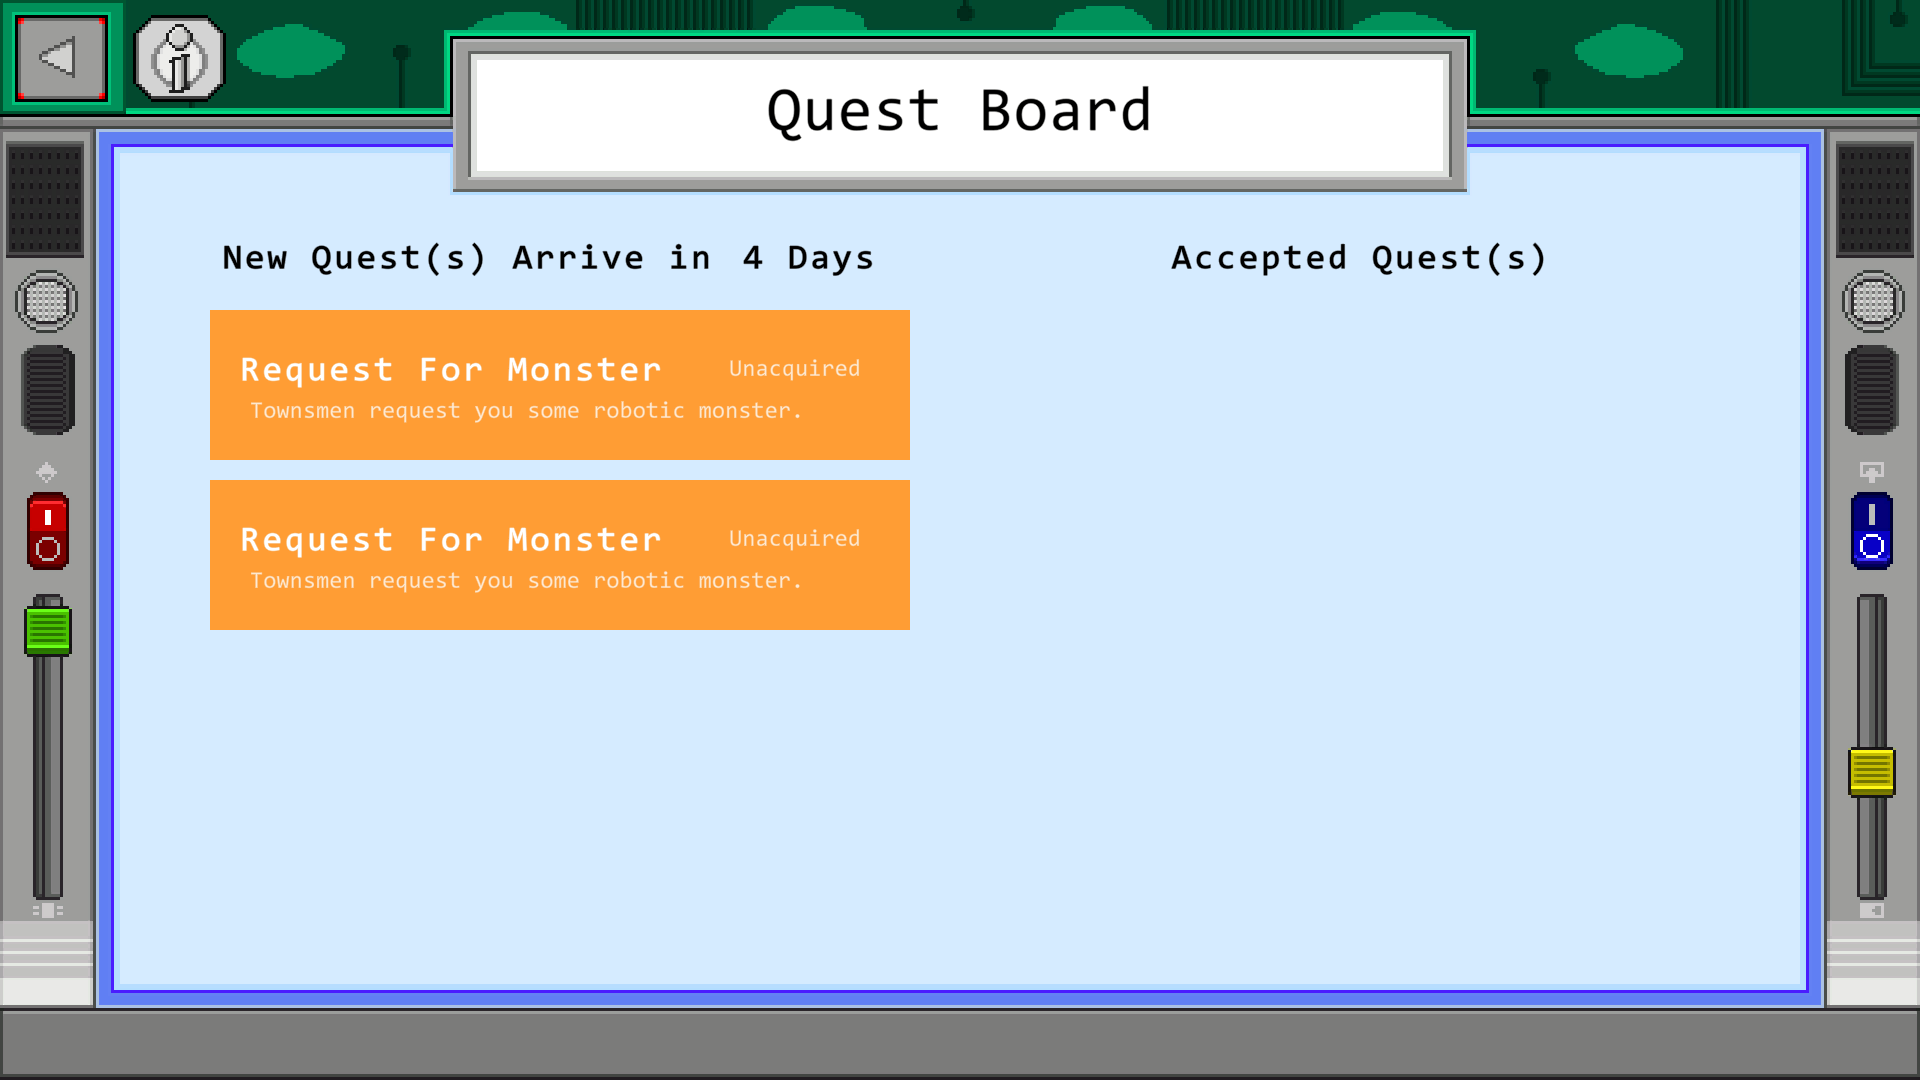 Quest Board
New Quest(s) Arrive in 4 Days
Accepted Quest(s)
Request For Monster
Unacquired
Townsmen request you some robotic monster.
Request For Monster
Unacquired
Townsmen request you some robotic monster.